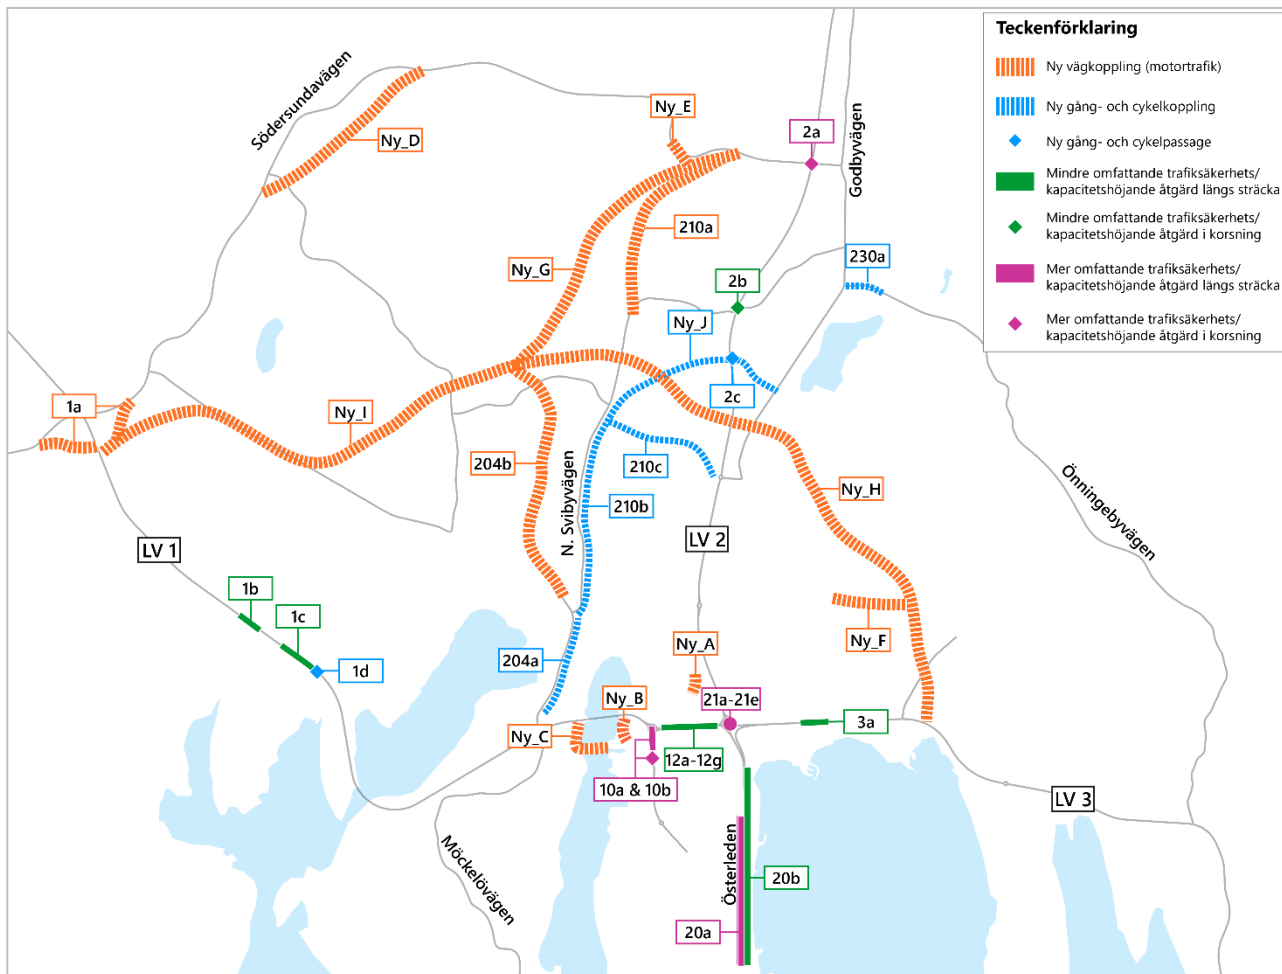 Teckenförklaring
Ny vägkoppling (motortrafik)
Ny gång- och cykelkoppling
Ny gång- och cykelpassage
Mindre omfattande trafiksäkerhets/
kapacitetshöjande åtgärd längs sträcka
Mindre omfattande trafiksäkerhets/
kapacitetshöjande åtgärd i korsning
Mer omfattande trafiksäkerhets/
kapacitetshöjande åtgärd längs sträcka
Mer omfattande trafiksäkerhets/
kapacitetshöjande åtgärd i korsning
Södersundavägen
Ny_E
Ny_D
2a
Godbyvägen
210a
230a
Ny_G
2b
Ny_J
2c
1a
Ny_I
204b
210c
Ny_H
N. Svibyvägen
210b
Önningebyvägen
LV 1
LV 2
1b
1c
1d
Ny_F
204a
Ny_A
Ny_B
21a-21e
3a
Ny_C
12a-12g
10a & 10b
LV 3
Möckelövägen
Österleden
20b
20a